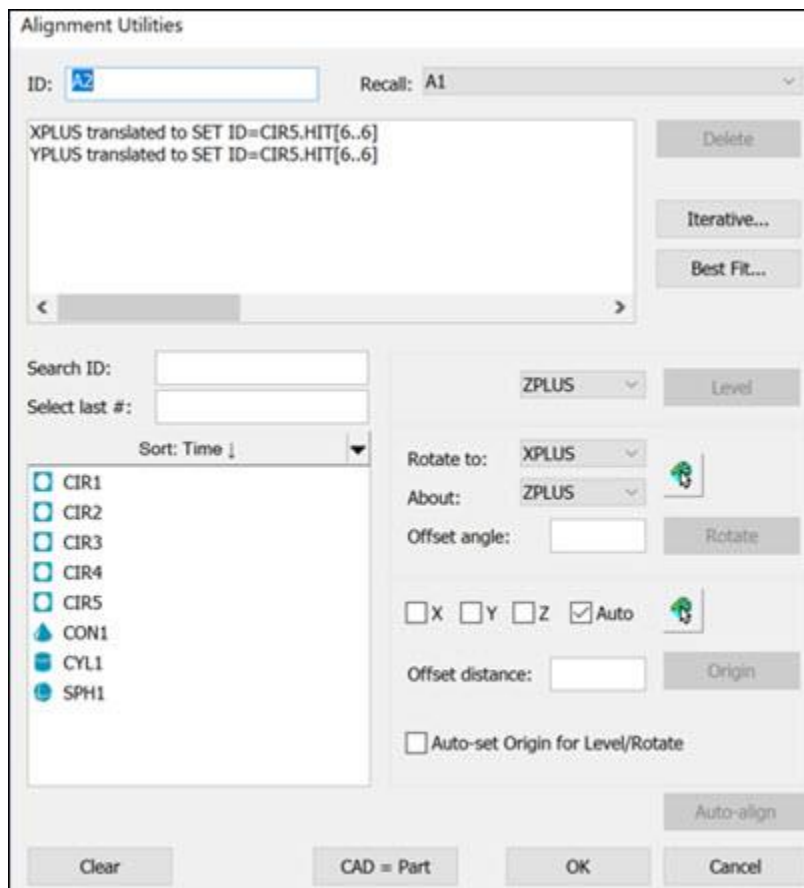 Alignment Utilities
ID: A2 Recall: A1
XPLUS translated to SET ID=CIR5.HIT[6..6]
YPLUS translated to SET ID=CIR5.HIT[6..6]
Delete
Iterative...
Best Fit...
Search ID:
Select last #:
Sort: Time ↓
CIR1
CIR2
CIR3
CIR4
CIR5
CON1
CYL1
SPH1
ZPLUS Level
Rotate to: XPLUS
About: ZPLUS
Offset angle: Rotate
X Y Z Auto
Offset distance: Origin
Auto-set Origin for Level/Rotate
Auto-align
Clear CAD = Part OK Cancel